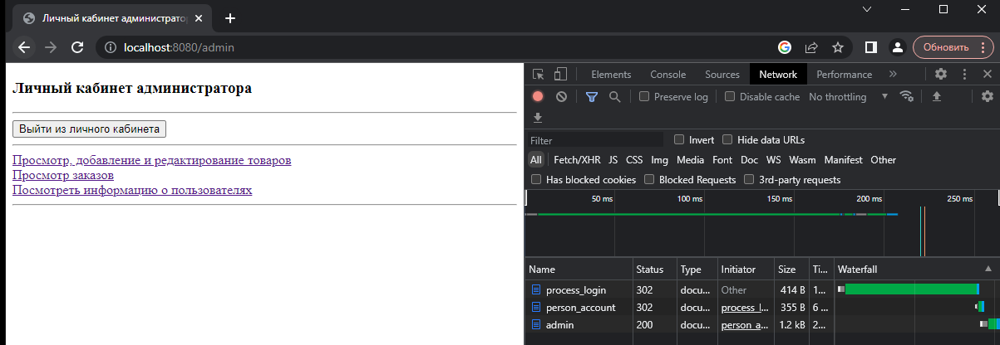 Личный кабинет администратор
localhost:8080/admin
Обновить
Личный кабинет администратора
Выйти из личного кабинета
Просмотр, добавление и редактирование товаров
Просмотр заказов
Посмотреть информацию о пользователях
Elements Console Sources Network Performance »
Preserve log Disable cache No throttling
Filter Invert Hide data URLs
All Fetch/XHR JS CSS Img Media Font Doc WS Wasm Manifest Other
Has blocked cookies Blocked Requests 3rd-party requests
50 ms 100 ms 150 ms 200 ms 250 ms
Name Status Type Initiator Size Ti... Waterfall
process_login 302 docu... Other 414 B 1...
person_account 302 docu... process_l... 355 B 6 ...
admin 200 docu... person_a... 1.2 kB 2...